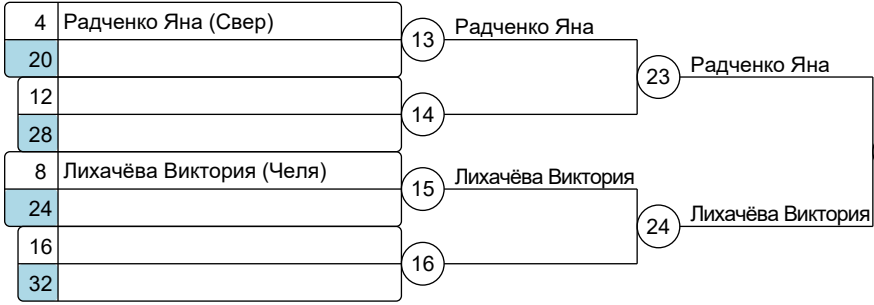 4 Радченко Яна (Свер)
20
13 Радченко Яна
12
28
14
23 Радченко Яна
8 Лихачёва Виктория (Челя)
24
15 Лихачёва Виктория
16
32
16
24 Лихачёва Виктория